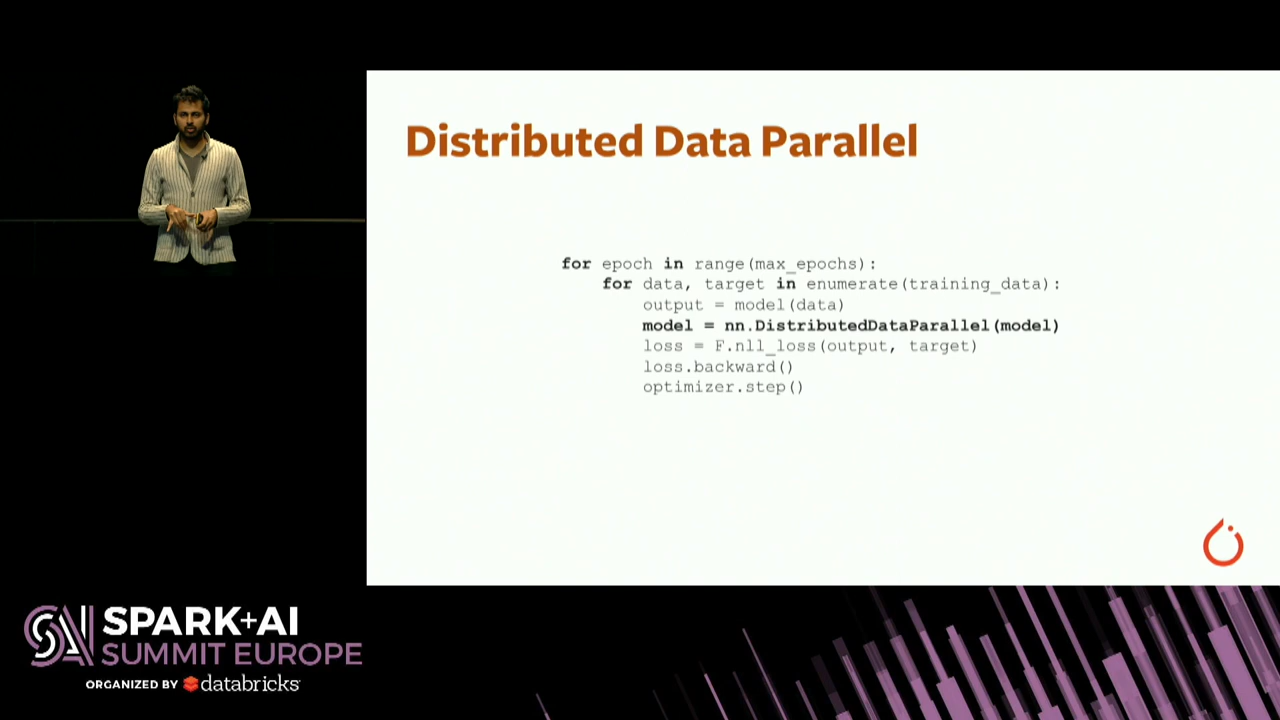 Distributed Data Parallel
for epoch in range(max_epochs):
for data, target in enumerate(training_data):
output = model(data)
model = nn.DistributedDataParallel(model)
loss = F.nll_loss(output, target)
loss.backward()
optimizer.step()
SPARK+AI
SUMMIT EUROPE
ORGANIZED BY databricks